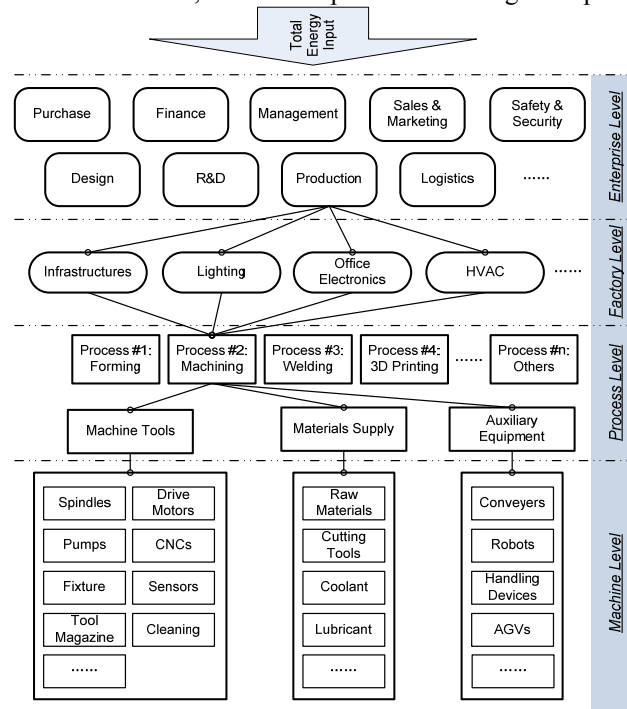 Total
Energy
Input
Purchase
Finance
Management
Sales &
Marketing
Safety &
Security
Design
R&D
Production
Logistics
......
Enterprise Level
Infrastructures
Lighting
Office
Electronics
HVAC
......
Factory Level
Process #1:
Forming
Process #2:
Machining
Process #3:
Welding
Process #4:
3D Printing
......
Process #n:
Others
Machine Tools
Materials Supply
Auxiliary
Equipment
Process Level
Spindles
Drive
Motors
Pumps
CNCs
Fixture
Sensors
Tool
Magazine
Cleaning
......
Raw
Materials
Cutting
Tools
Coolant
Lubricant
......
Conveyers
Robots
Handling
Devices
AGVs
......
Machine Level